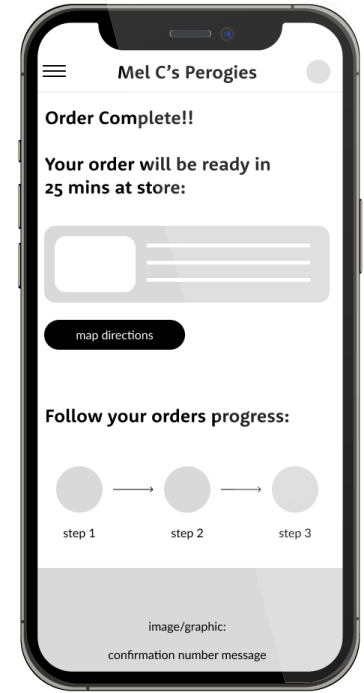 Mel C's Perogies
Order Complete!!
Your order will be ready in
25 mins at store:
map directions
Follow your orders progress:
step 1
step 2
step 3
image/graphic:
confirmation number message